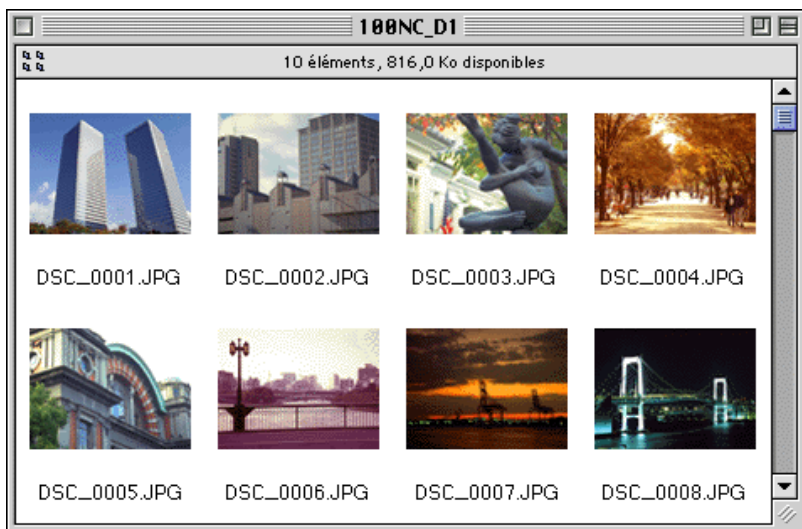 100NC_D1
10 éléments, 816,0 Ko disponibles
DSC_0001.JPG DSC_0002.JPG DSC_0003.JPG DSC_0004.JPG
DSC_0005.JPG DSC_0006.JPG DSC_0007.JPG DSC_0008.JPG